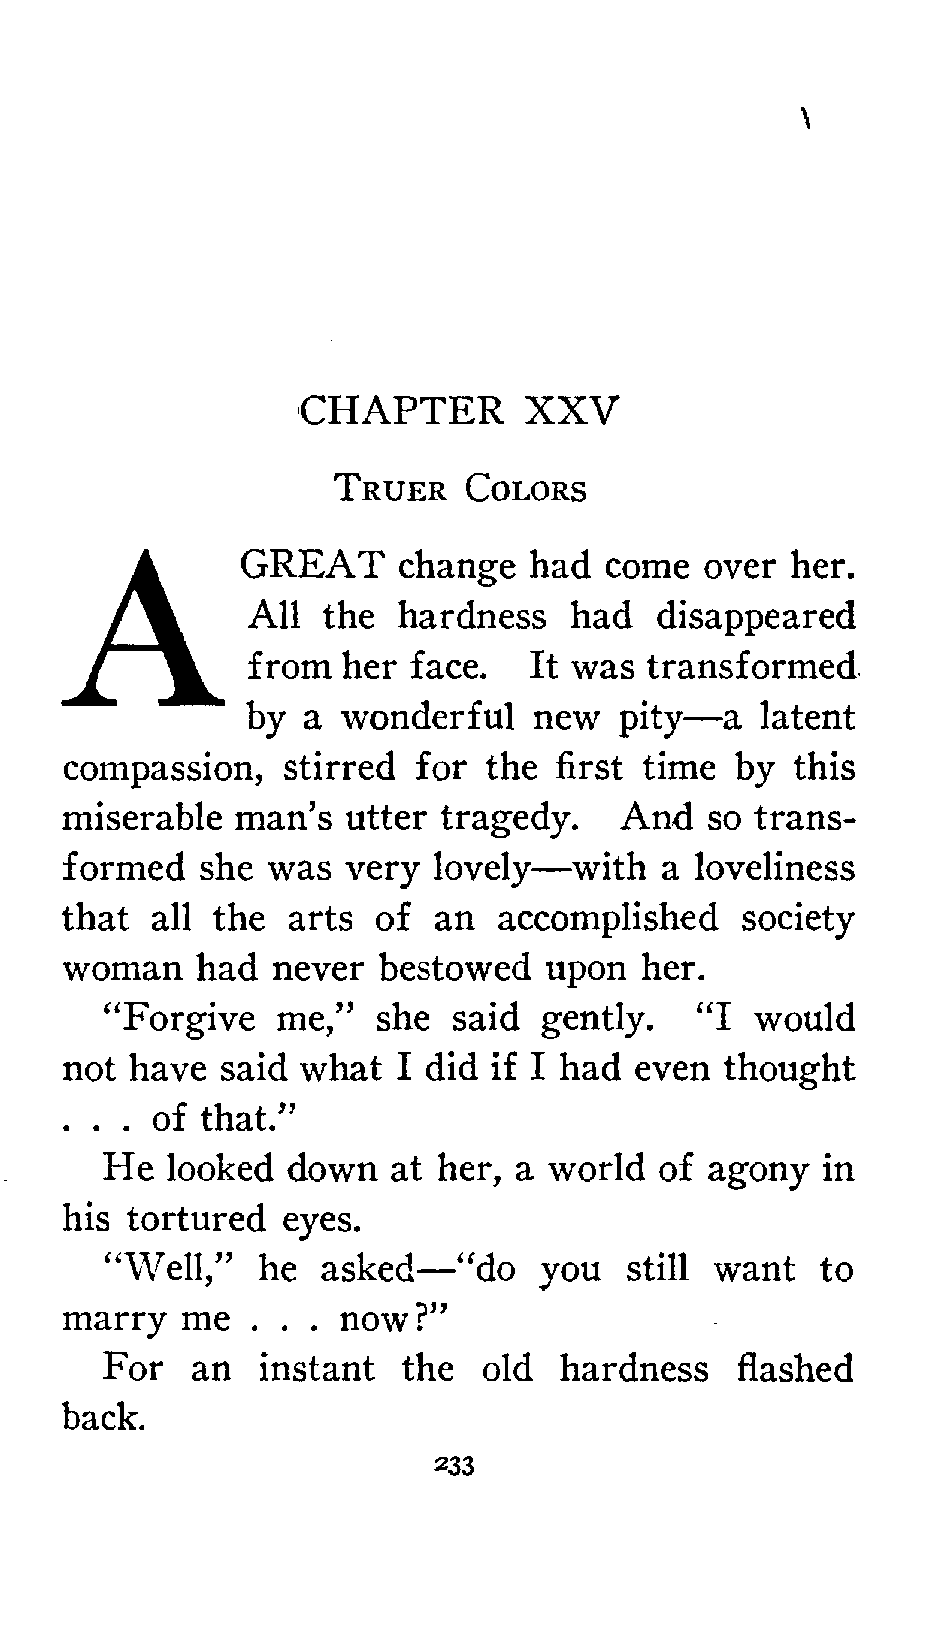 CHAPTER XXV
TRUER COLORS
A GREAT change had come over her.
All the hardness had disappeared
from her face. It was transformed
by a wonderful new pity—a latent
compassion, stirred for the first time by this
miserable man's utter tragedy. And so trans-
formed she was very lovely—with a loveliness
that all the arts of an accomplished society
woman had never bestowed upon her.
"Forgive me," she said gently. "I would
not have said what I did if I had even thought
. . . of that."
He looked down at her, a world of agony in
his tortured eyes.
"Well," he asked—"do you still want to
marry me . . . now?"
For an instant the old hardness flashed
back.
233